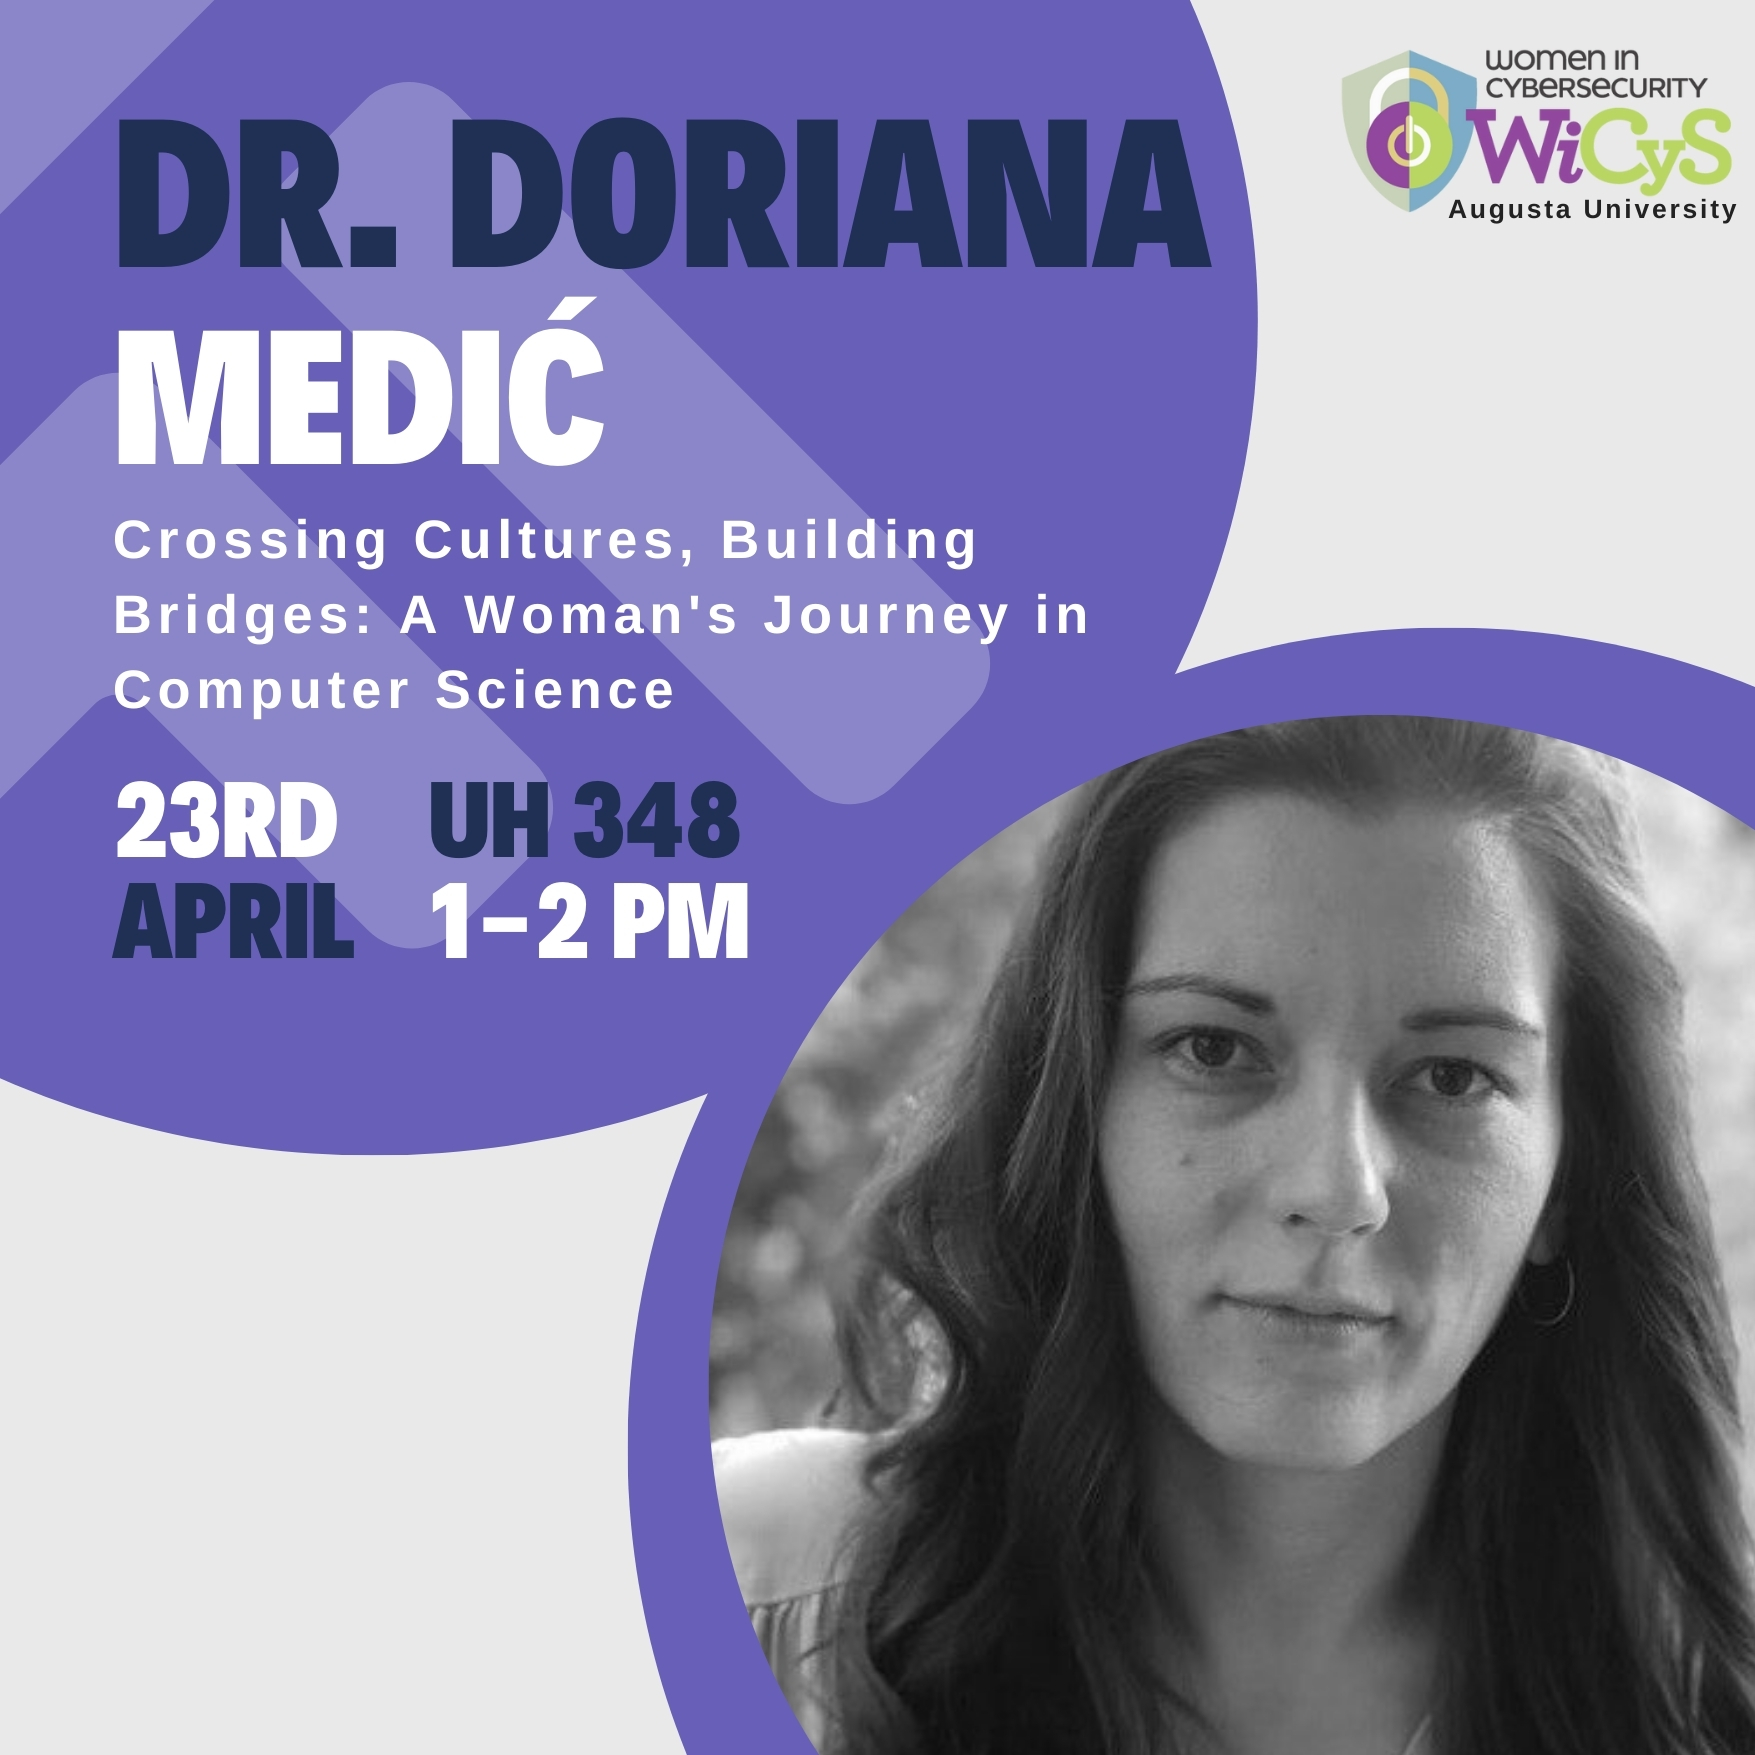 DR. DORIANA
MEDIĆ
Crossing Cultures, Building
Bridges: A Woman's Journey in
Computer Science
23RD
APRIL
UH 348
1–2 PM
women in
CYBERSECURITY
WiCyS
Augusta University